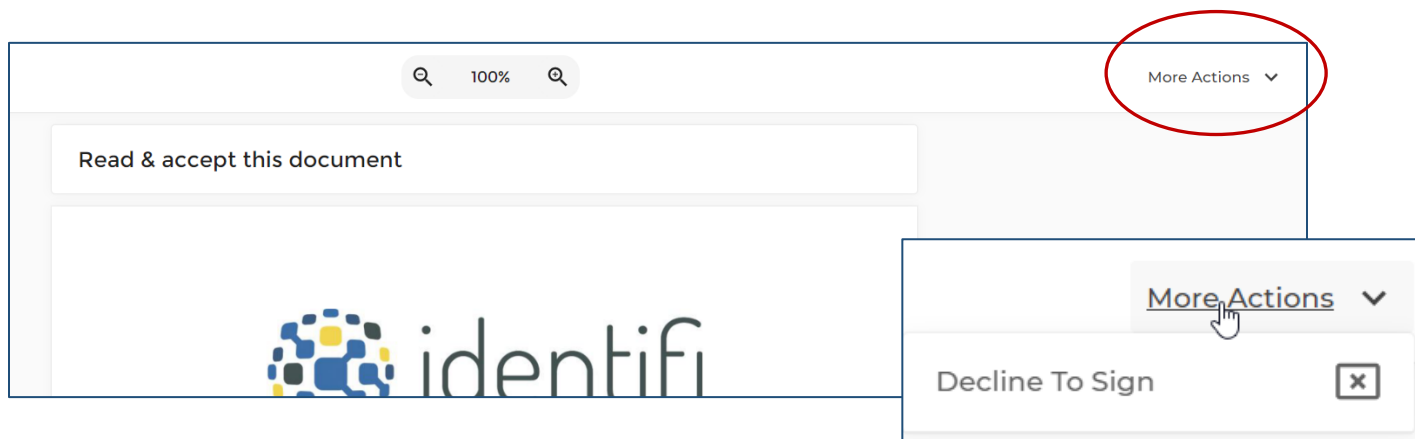 100%
More Actions
Read & accept this document
identifi
More Actions
Decline To Sign